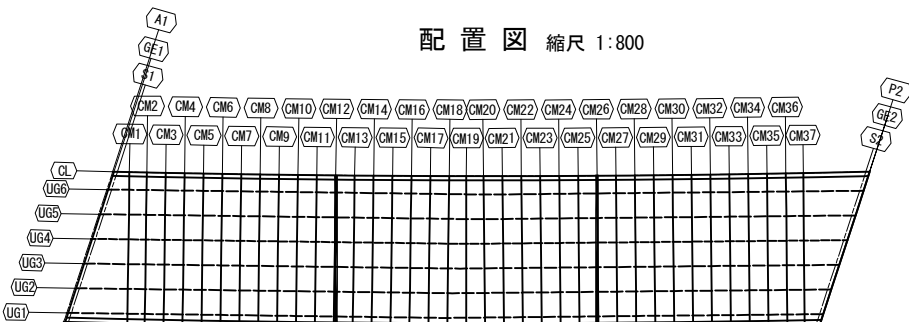 配置図 縮尺 1:800
A1
GE1
S1
P2
GE2
S2
CM2 CM4 CM6 CM8 CM10 CM12 CM14 CM16 CM18 CM20 CM22 CM24 CM26 CM28 CM30 CM32 CM34 CM36
CM1 CM3 CM5 CM7 CM9 CM11 CM13 CM15 CM17 CM19 CM21 CM23 CM25 CM27 CM29 CM31 CM33 CM35 CM37
CL
UG6
UG5
UG4
UG3
UG2
UG1